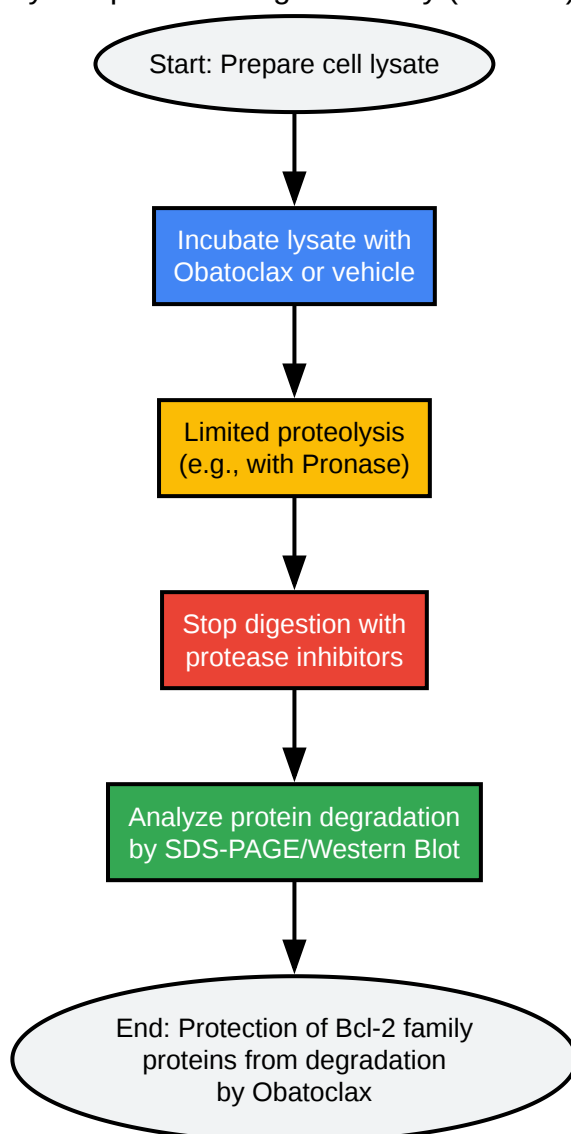 Start: Prepare cell lysate
Incubate lysate with
Obatoclax or vehicle
Limited proteolysis
(e.g., with Pronase)
Stop digestion with
protease inhibitors
Analyze protein degradation
by SDS-PAGE/Western Blot
End: Protection of Bcl-2 family
proteins from degradation
by Obatoclax